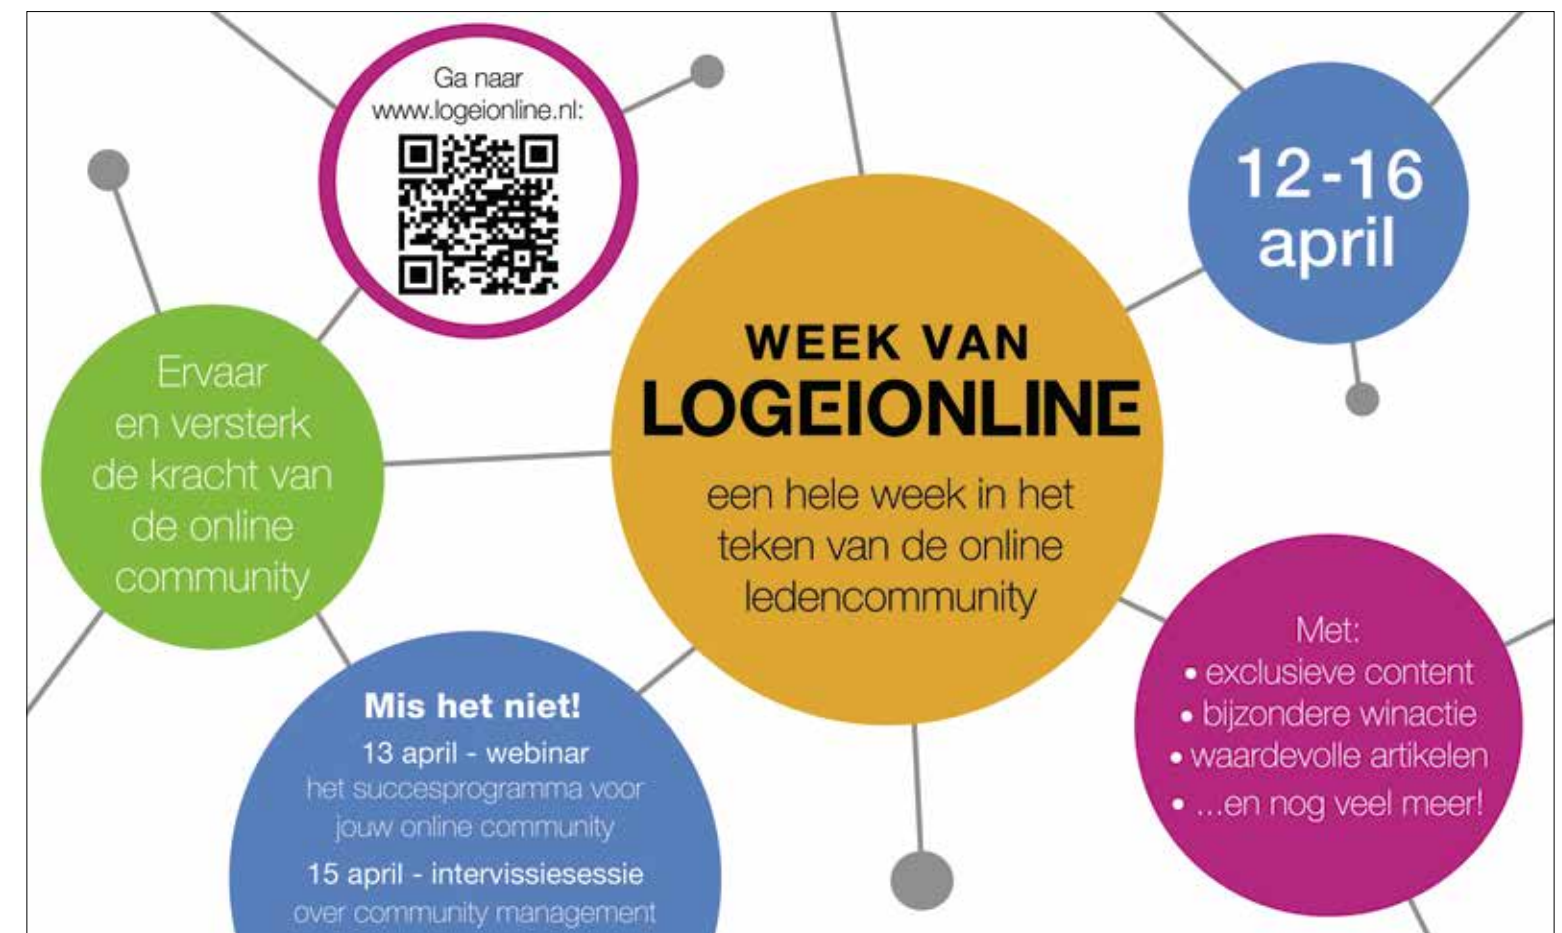 Ga naar
www.logeionline.nl:
12-16
april
WEEK VAN
LOGEIONLINE
een hele week in het
teken van de online
ledencommunity
Ervaar
en versterk
de kracht van
de online
community
Met:
• exclusieve content
• bijzondere winactie
• waardevolle artikelen
• ...en nog veel meer!
Mis het niet!
13 april - webinar
het succesprogramma voor
jouw online community
15 april - intervissiesessie
over community management